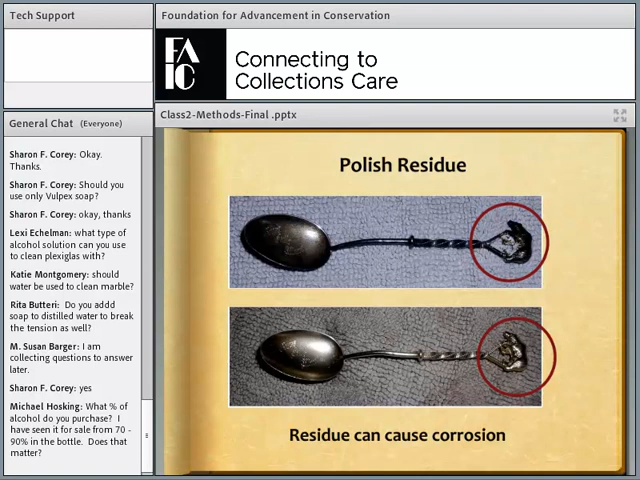 Tech Support
Foundation for Advancement in Conservation
FA
IC
Connecting to
Collections Care
General Chat (Everyone)
Sharon F. Corey: Okay.
Thanks.
Sharon F. Corey: Should you
use only Vulpex soap?
Sharon F. Corey: okay, thanks
Lexi Echelman: what type of
alcohol solution can you use
to clean plexiglas with?
Katie Montgomery: should
water be used to clean marble?
Rita Butteri: Do you addd
soap to distilled water to break
the tension as well?
M. Susan Barger: I am
collecting questions to answer
later.
Sharon F. Corey: yes
Michael Hosking: What % of
alcohol do you purchase? I
have seen it for sale from 70 -
90% in the bottle. Does that
matter?
Class2-Methods-Final .pptx
Polish Residue
Residue can cause corrosion